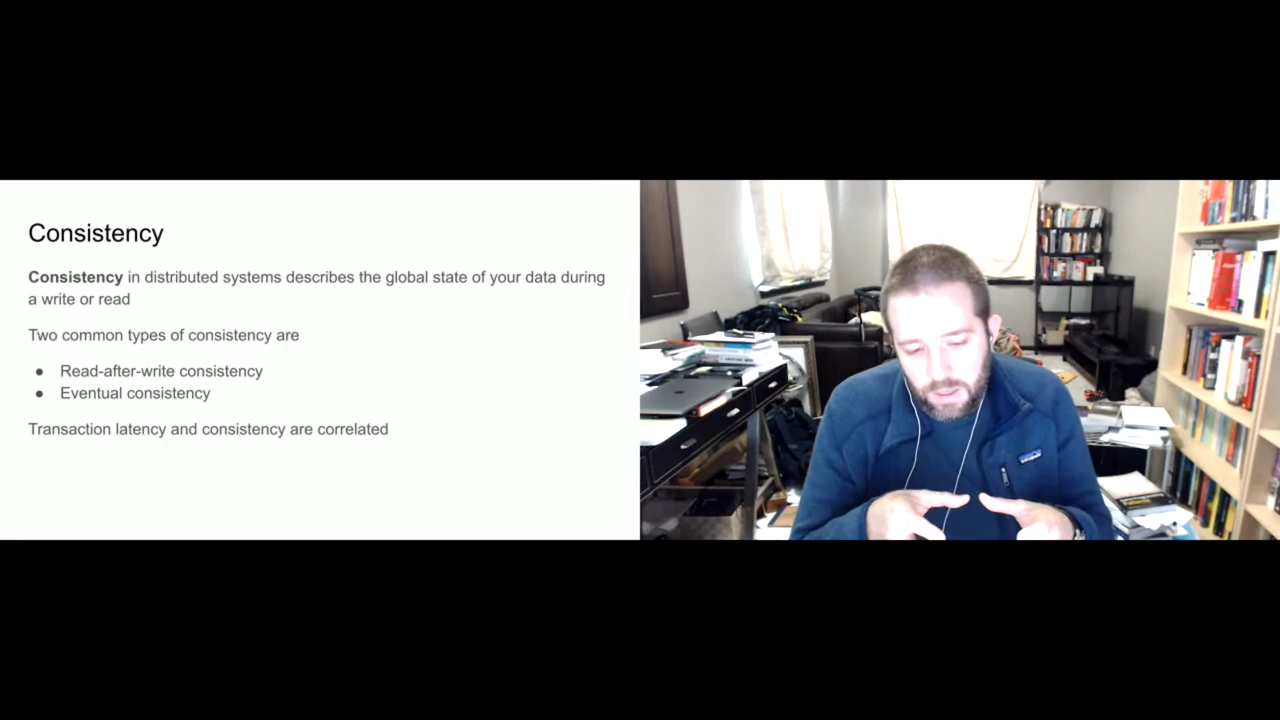 Consistency
Consistency in distributed systems describes the global state of your data during
a write or read
Two common types of consistency are
● Read-after-write consistency
● Eventual consistency
Transaction latency and consistency are correlated